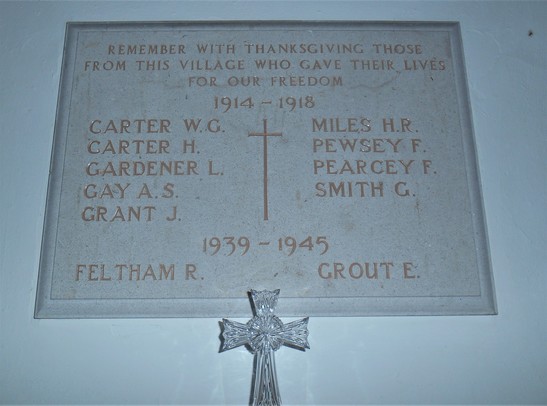 REMEMBER WITH THANKSGIVING THOSE
FROM THIS VILLAGE WHO GAVE THEIR LIVES
FOR OUR FREEDOM
1914 - 1918
CARTER W.G. MILES H.R.
CARTER H. PEWSEY F.
GARDENER L. PEARCEY F.
GAY A.S. SMITH G.
GRANT J.
1939 - 1945
FELTHAM R. GROUT E.